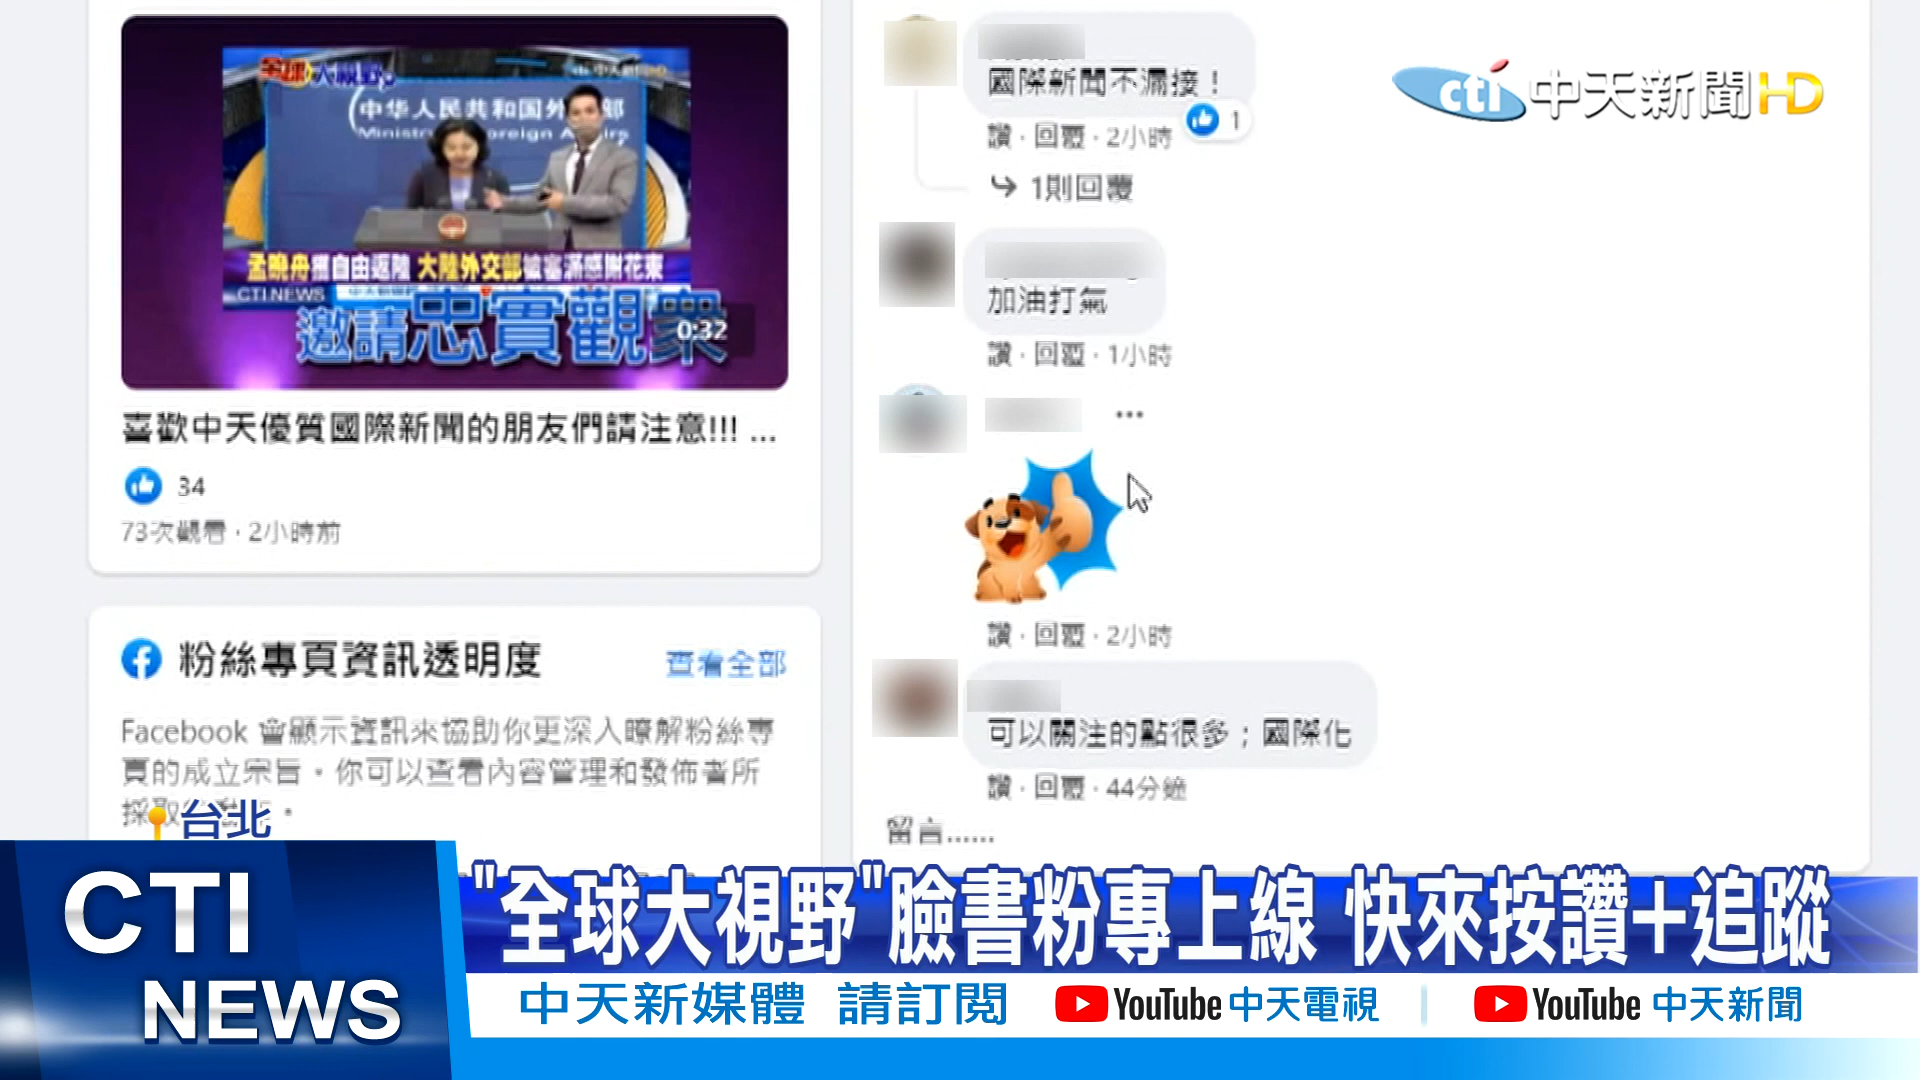 全球大視野
中华人民共和国外 部
孟晚舟獲自由返陸 大陸外交部被塞滿感謝花束
CTI NEWS
邀請忠實觀眾
0:32
喜歡中天優質國際新聞的朋友們請注意!!! ...
34
73次觀看 · 2小時前
粉絲專頁資訊透明度
查看全部
Facebook 會顯示資訊來協助你更深入瞭解粉絲專
頁的成立宗旨。你可以查看內容管理和發佈者所
國際新聞不漏接！
讚 · 回覆 · 2小時
1
1則回覆
加油打氣
讚 · 回覆 · 1小時
讚 · 回覆 · 2小時
可以關注的點很多；國際化
讚 · 回覆 · 44分鐘
留言......
cti 中天新聞HD
台北
CTI
NEWS
"全球大視野"臉書粉專上線 快來按讚+追蹤
中天新媒體 請訂閱 YouTube 中天電視 | YouTube 中天新聞